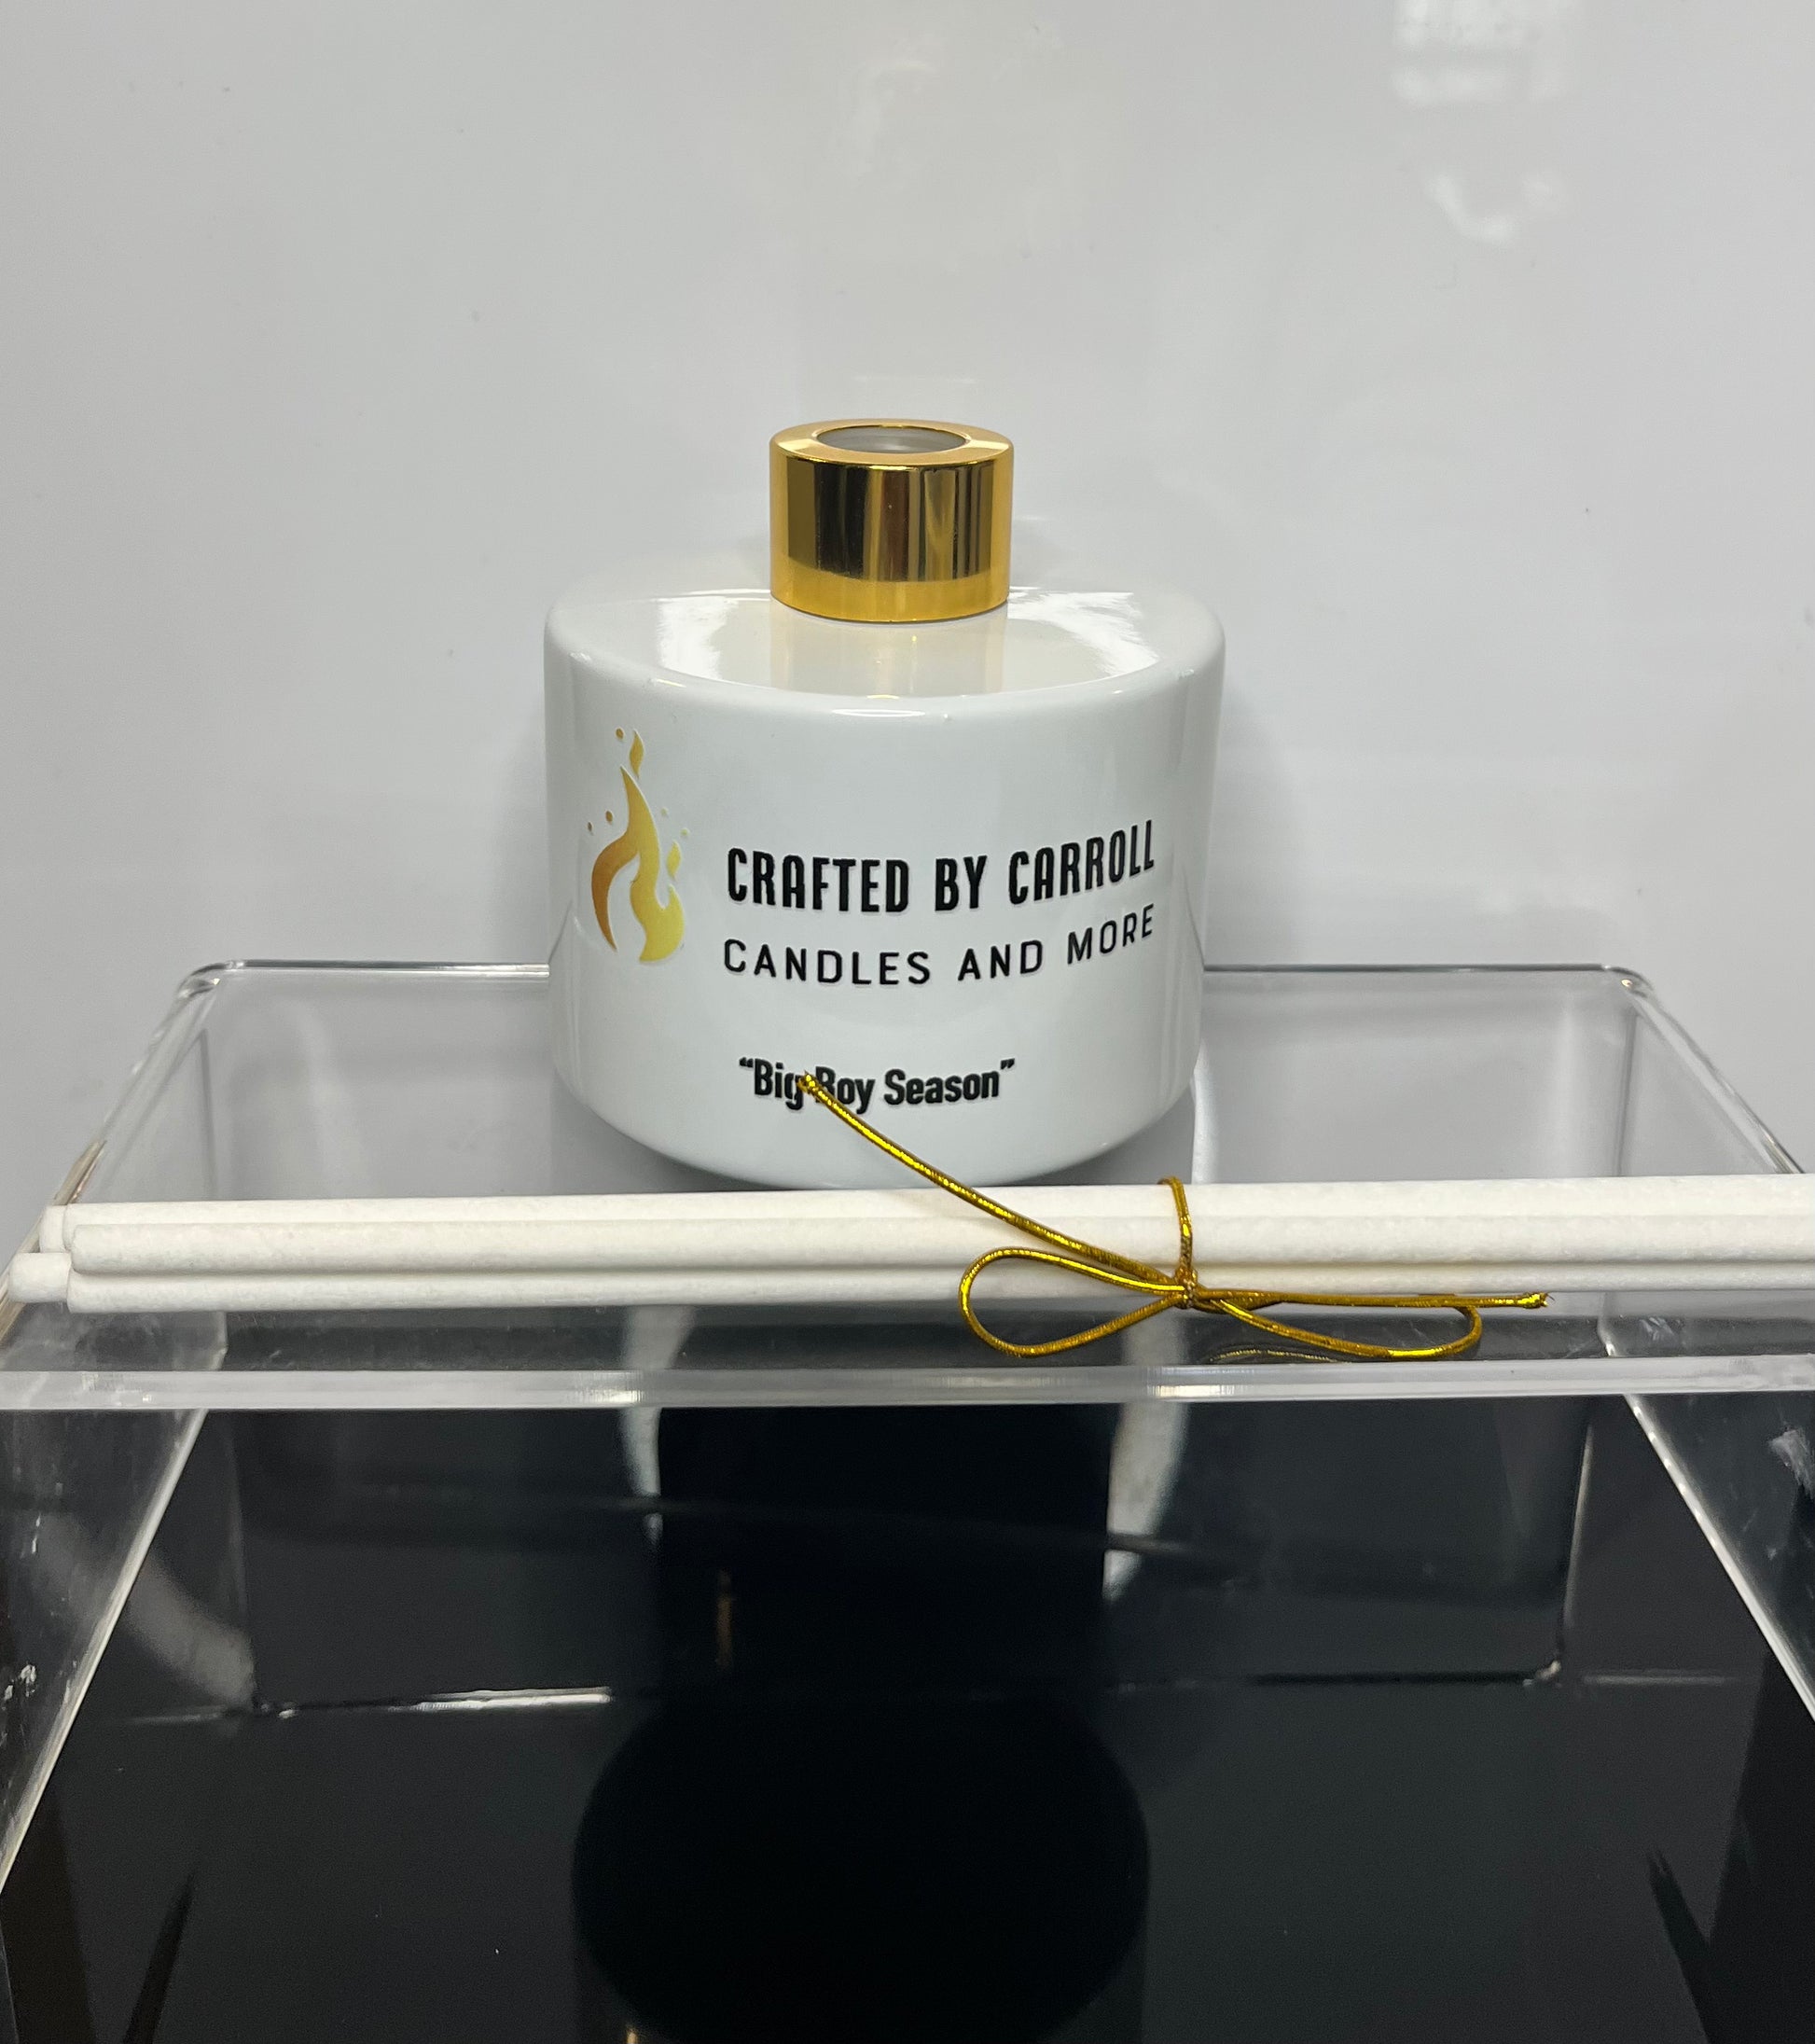 CRAFTED BY CARROLL
CANDLES AND MORE
“Big Boy Season”